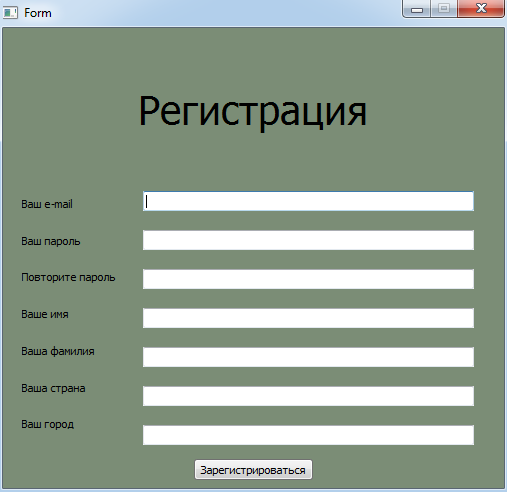 Form
Регистрация
Ваш e-mail
Ваш пароль
Повторите пароль
Ваше имя
Ваша фамилия
Ваша страна
Ваш город
Зарегистрироваться